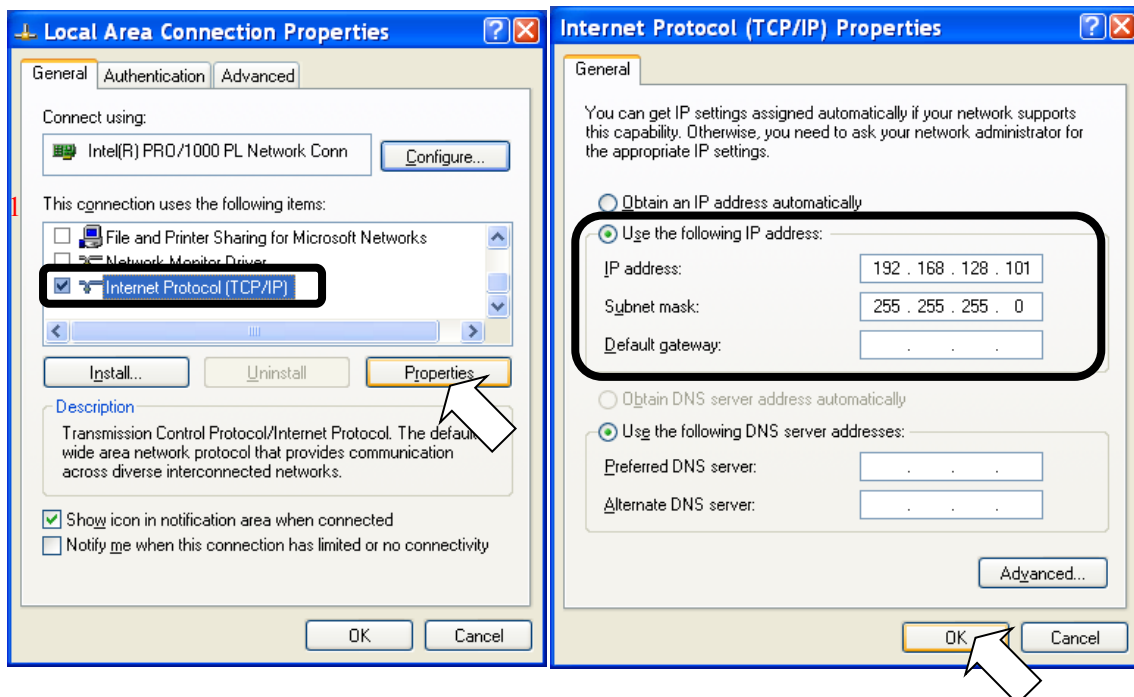 Local Area Connection Properties
General Authentication Advanced
Connect using:
Intel(R) PRO/1000 PL Network Conn Configure...
1
This connection uses the following items:
File and Printer Sharing for Microsoft Networks
Network Monitor Driver
Internet Protocol (TCP/IP)
Install... Uninstall Properties
Description
Transmission Control Protocol/Internet Protocol. The default
wide area network protocol that provides communication
across diverse interconnected networks.
Show icon in notification area when connected
Notify me when this connection has limited or no connectivity
OK Cancel
Internet Protocol (TCP/IP) Properties
General
You can get IP settings assigned automatically if your network supports
this capability. Otherwise, you need to ask your network administrator for
the appropriate IP settings.
Obtain an IP address automatically
Use the following IP address:
IP address: 192 . 168 . 128 . 101
Subnet mask: 255 . 255 . 255 . 0
Default gateway: . . .
Obtain DNS server address automatically
Use the following DNS server addresses:
Preferred DNS server: . . .
Alternate DNS server: . . .
Advanced...
OK Cancel